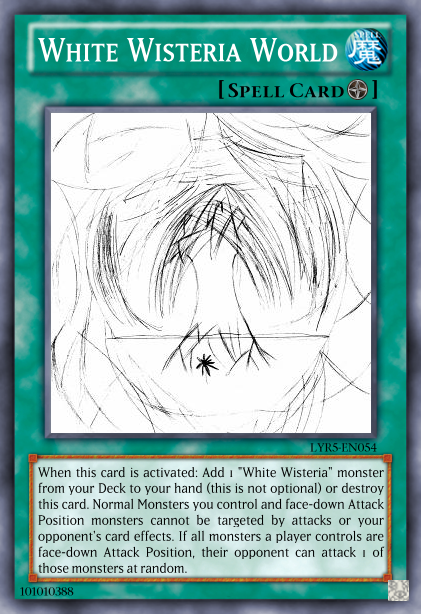 WHITE WISTERIA WORLD
SPELL
魔
[SPELL CARD]
LYR5-EN054
When this card is activated: Add 1 "White Wisteria" monster
from your Deck to your hand (this is not optional) or destroy
this card. Normal Monsters you control and face-down Attack
Position monsters cannot be targeted by attacks or your
opponent's card effects. If all monsters a player controls are
face-down Attack Position, their opponent can attack 1 of
those monsters at random.
101010388